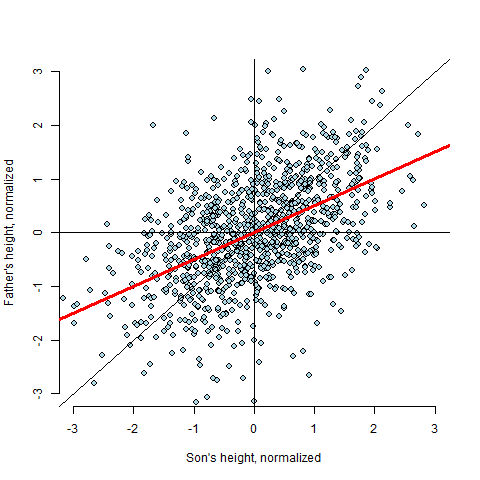 3
2
1
0
-1
-2
-3
Father's height, normalized
-3 -2 -1 0 1 2 3
Son's height, normalized